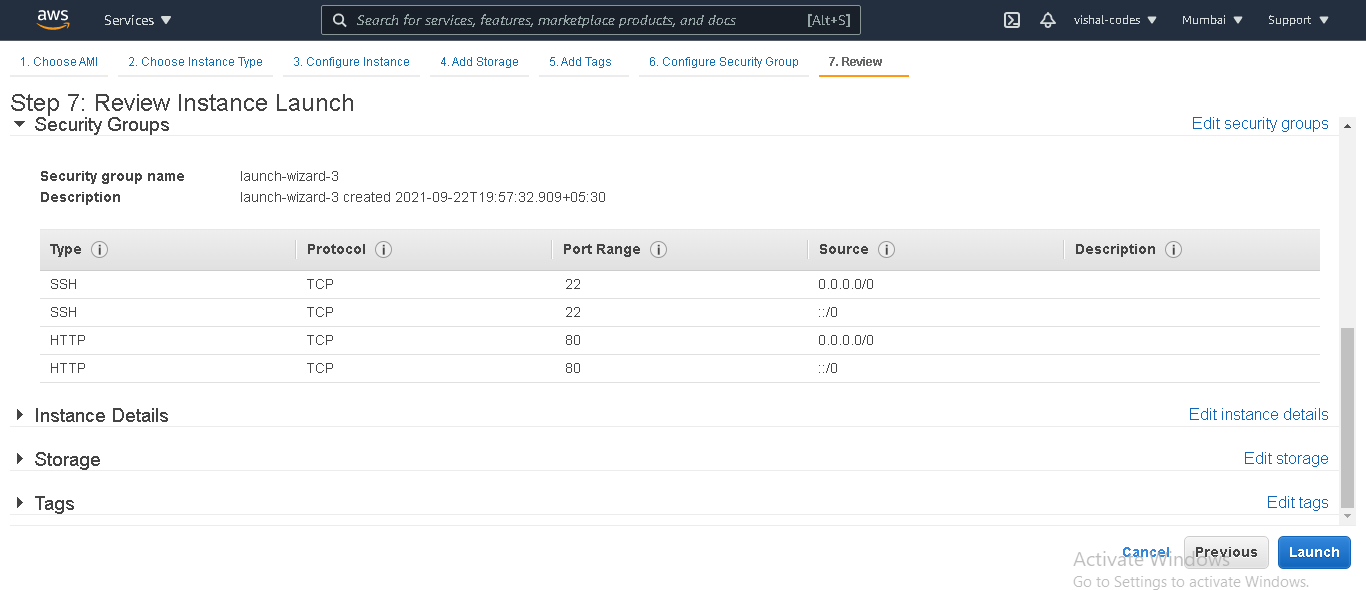 aws Services Search for services, features, marketplace products, and docs [Alt+S] vishal-codes Mumbai Support
1. Choose AMI 2. Choose Instance Type 3. Configure Instance 4. Add Storage 5. Add Tags 6. Configure Security Group 7. Review
Step 7: Review Instance Launch
Security Groups Edit security groups
Security group name launch-wizard-3
Description launch-wizard-3 created 2021-09-22T19:57:32.909+05:30
Type i Protocol i Port Range i Source i Description i
SSH TCP 22 0.0.0.0/0
SSH TCP 22 ::/0
HTTP TCP 80 0.0.0.0/0
HTTP TCP 80 ::/0
Instance Details Edit instance details
Storage Edit storage
Tags Edit tags
Cancel Previous Launch
Activate Windows
Go to Settings to activate Windows.